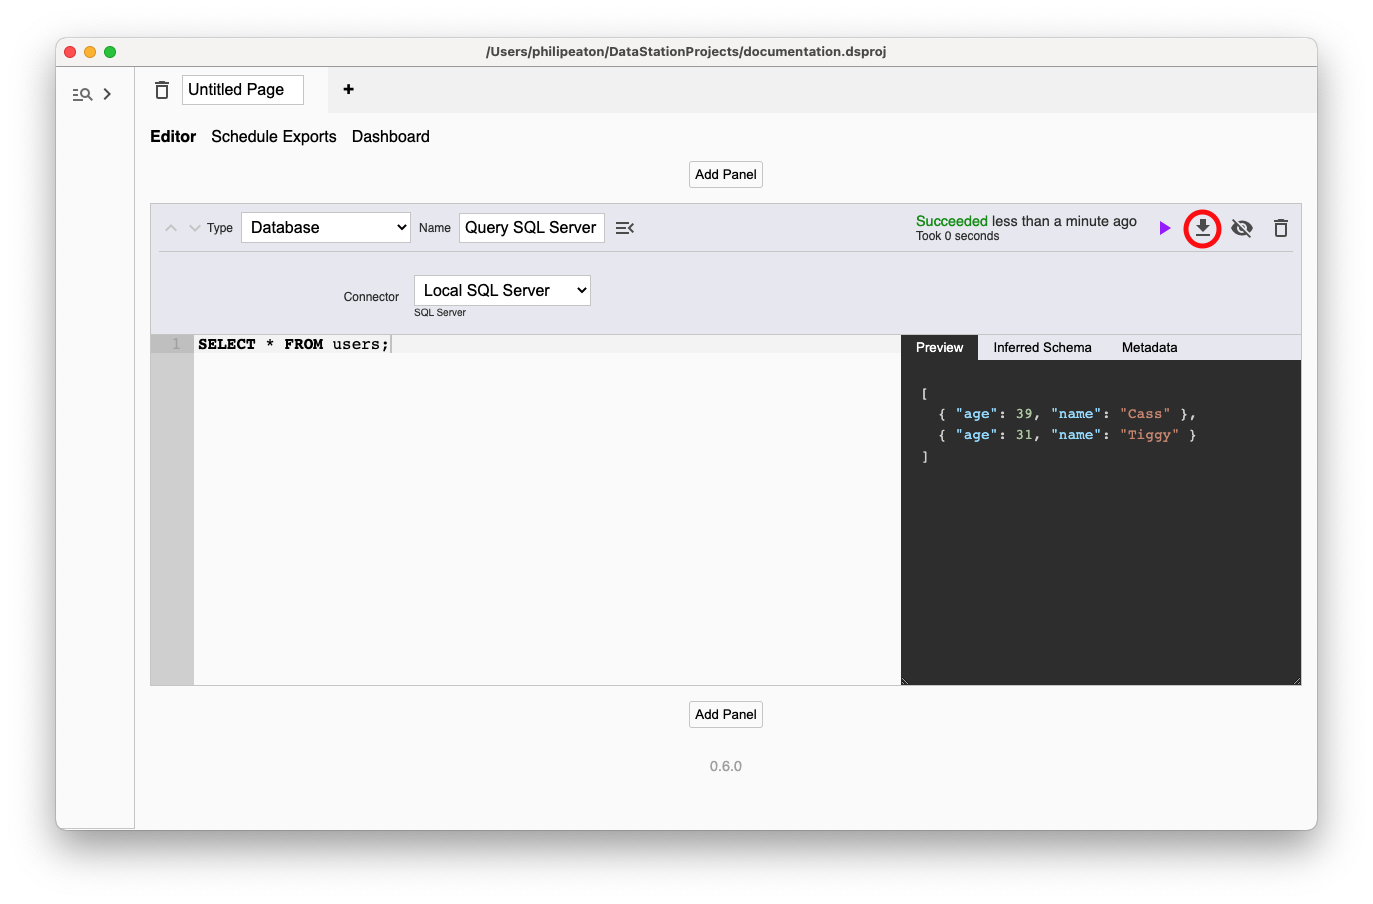 /Users/philipeaton/DataStationProjects/documentation.dsproj
Untitled Page +
Editor Schedule Exports Dashboard
Add Panel
Type Database Name Query SQL Server Succeeded less than a minute ago
Took 0 seconds
Connector Local SQL Server
SQL Server
1 SELECT * FROM users;
Preview Inferred Schema Metadata
[
{ "age": 39, "name": "Cass" },
{ "age": 31, "name": "Tiggy" }
]
Add Panel
0.6.0